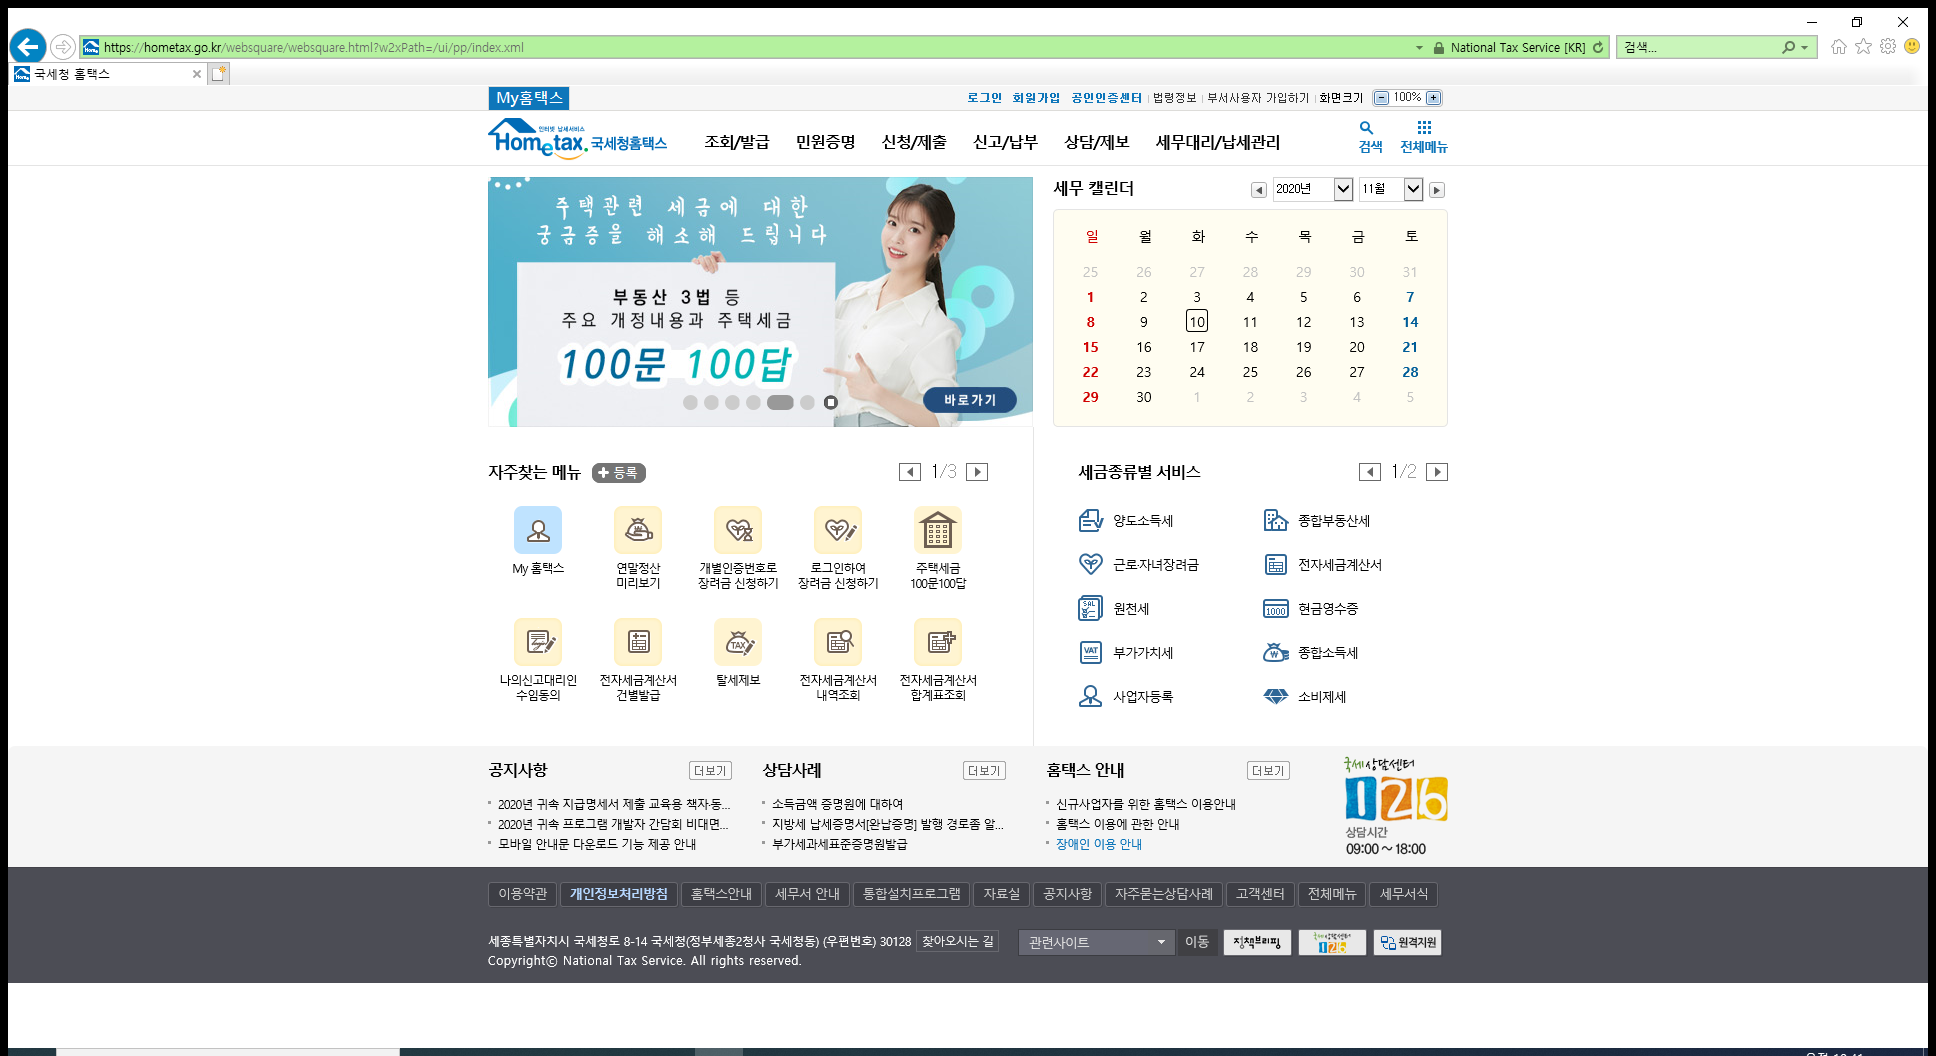 https://hometax.go.kr/websquare/websquare.html?w2xPath=/ui/pp/index.xml
National Tax Service [KR]
검색...
국세청 홈택스
My홈택스
로그인 회원가입 공인인증센터 법령정보 부서사용자 가입하기 화면크기 100%
인터넷 납세서비스
Hometax. 국세청홈택스
조회/발급 민원증명 신청/제출 신고/납부 상담/제보 세무대리/납세관리
검색 전체메뉴
주택관련 세금에 대한
궁금증을 해소해 드립니다
부동산 3법 등
주요 개정내용과 주택세금
100문 100답
바로가기
세무 캘린더
2020년 11월
일 월 화 수 목 금 토
25 26 27 28 29 30 31
1 2 3 4 5 6 7
8 9 10 11 12 13 14
15 16 17 18 19 20 21
22 23 24 25 26 27 28
29 30 1 2 3 4 5
자주찾는 메뉴 등록
1/3
My 홈택스
연말정산
미리보기
개별인증번호로
장려금 신청하기
로그인하여
장려금 신청하기
주택세금
100문100답
나의신고대리인
수임동의
전자세금계산서
건별발급
TAX
탈세제보
전자세금계산서
내역조회
전자세금계산서
합계표조회
세금종류별 서비스
1/2
양도소득세
종합부동산세
근로·자녀장려금
전자세금계산서
SAL
원천세
1000
현금영수증
VAT
부가가치세
종합소득세
사업자등록
소비제세
공지사항 더보기
2020년 귀속 지급명세서 제출 교육용 책자·동...
2020년 귀속 프로그램 개발자 간담회 비대면...
모바일 안내문 다운로드 기능 제공 안내
상담사례 더보기
소득금액 증명원에 대하여
지방세 납세증명서[완납증명] 발행 경로좀 알...
부가세과세표준증명원발급
홈택스 안내 더보기
신규사업자를 위한 홈택스 이용안내
홈택스 이용에 관한 안내
장애인 이용 안내
국세상담센터
126
상담시간
09:00 ~ 18:00
이용약관 개인정보처리방침 홈택스안내 세무서 안내 통합설치프로그램 자료실 공지사항 자주묻는상담사례 고객센터 전체메뉴 세무서식
세종특별자치시 국세청로 8-14 국세청(정부세종2청사 국세청동) (우편번호) 30128 찾아오시는 길
Copyrightⓒ National Tax Service. All rights reserved.
관련사이트 이동 정책브리핑 국세상담센터 126 원격지원